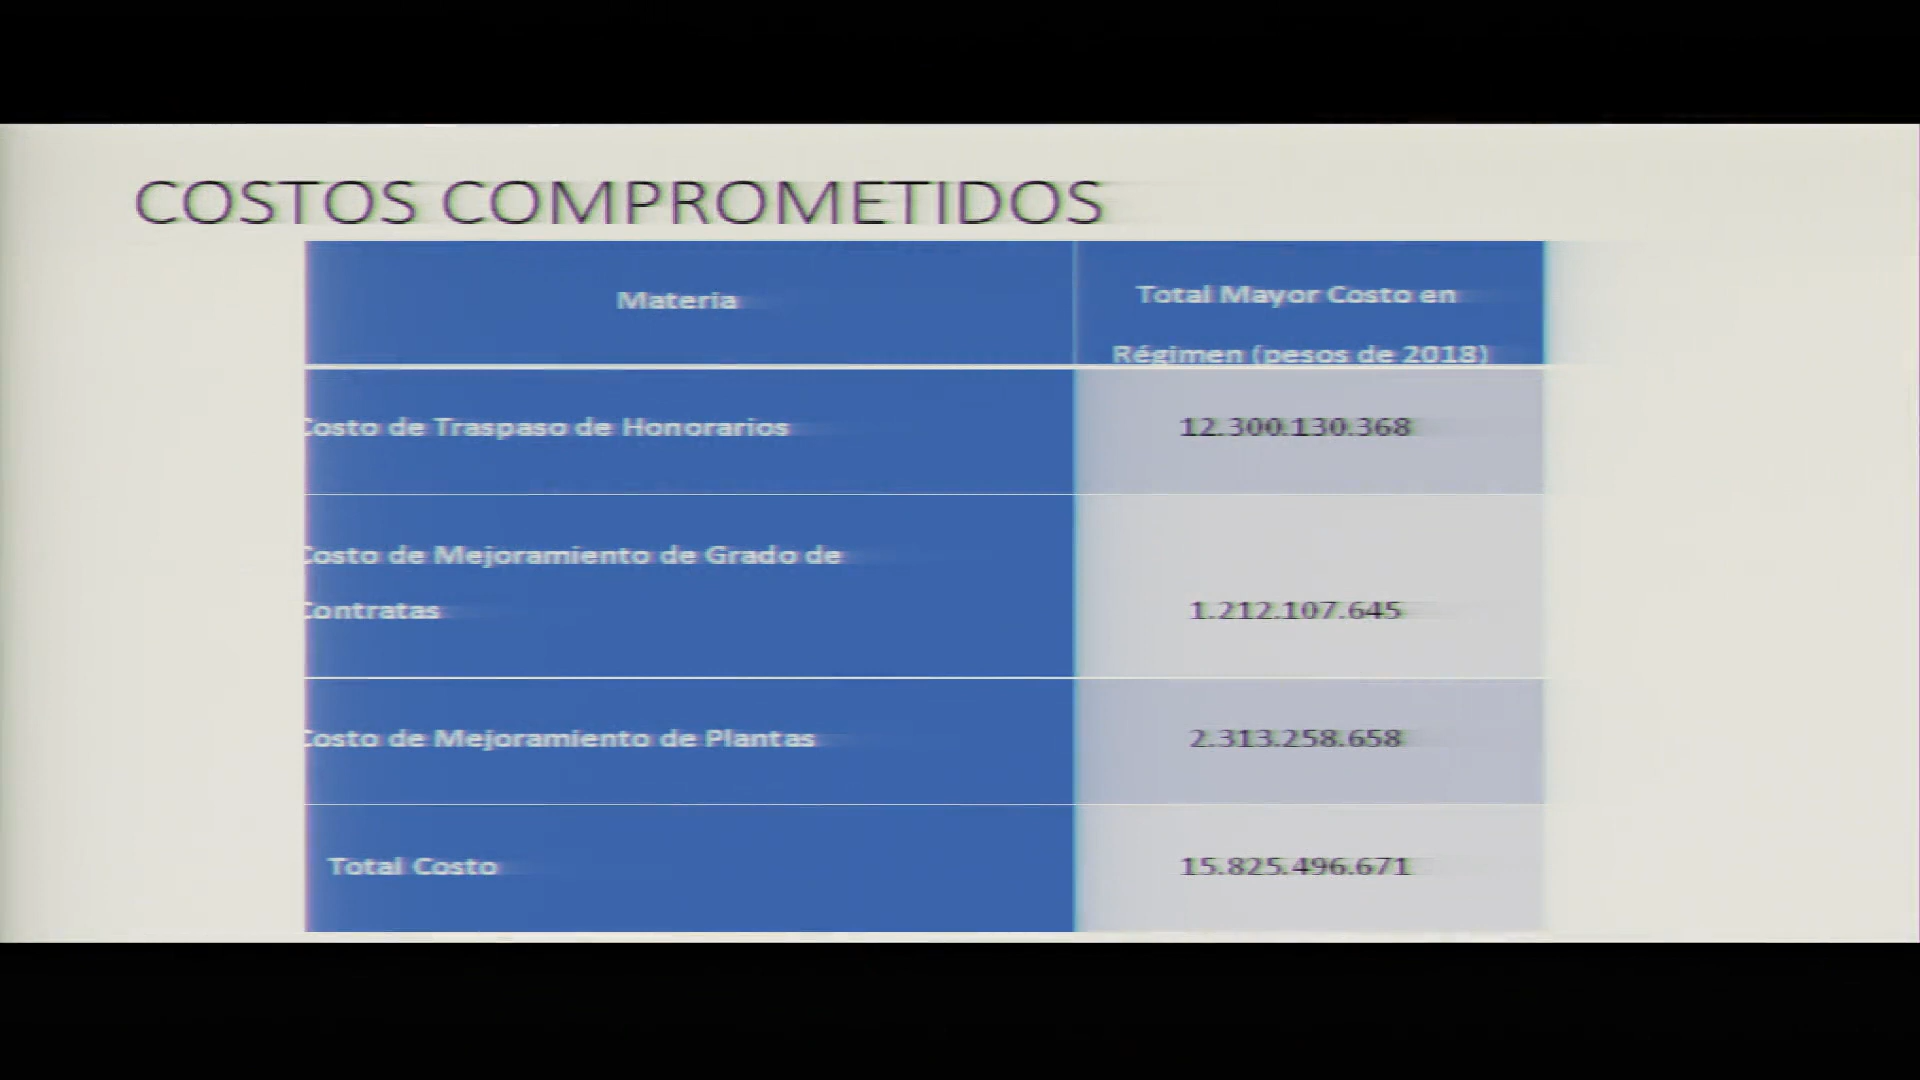 COSTOS COMPROMETIDOS
Materia
Total Mayor Costo en
Régimen (pesos de 2018)
Costo de Traspaso de Honorarios
12.300.130.368
Costo de Mejoramiento de Grado de
Contratas
1.212.107.645
Costo de Mejoramiento de Plantas
2.313.258.658
Total Costo
15.825.496.671